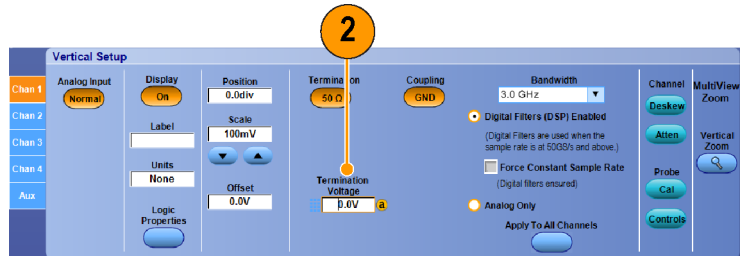 2
Vertical Setup
Chan 1
Chan 2
Chan 3
Chan 4
Aux
Analog Input
Normal
Display
On
Label
Units
None
Logic
Properties
Position
0.0div
Scale
100mV
Offset
0.0V
Termination
50 Ω
Termination
Voltage
0.0V
a
Coupling
GND
Bandwidth
3.0 GHz
Digital Filters (DSP) Enabled
(Digital Filters are used when the
sample rate is at 50GB/s and above.)
Force Constant Sample Rate
(Digital filters ensured)
Analog Only
Apply To All Channels
Channel
Deskew
Atten
Probe
Cal
Controls
MultiView
Zoom
Vertical
Zoom